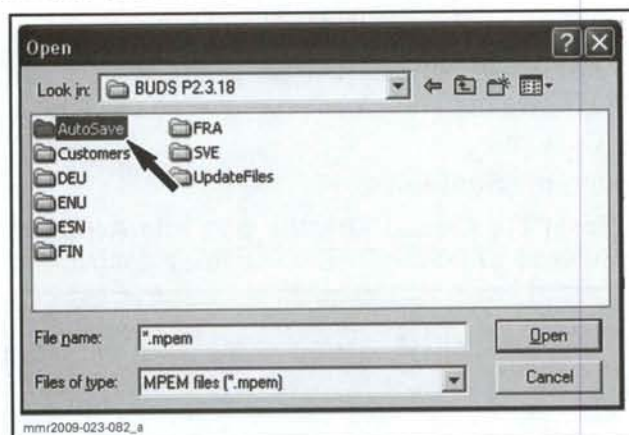 Open
Look in: BUDS P2.3.18
AutoSave
Customers
DEU
ENU
ESN
FIN
FRA
SVE
UpdateFiles
File name: *.mpem
Open
Files of type: MPEM files (*.mpem)
Cancel
mmr2009-023-082_a